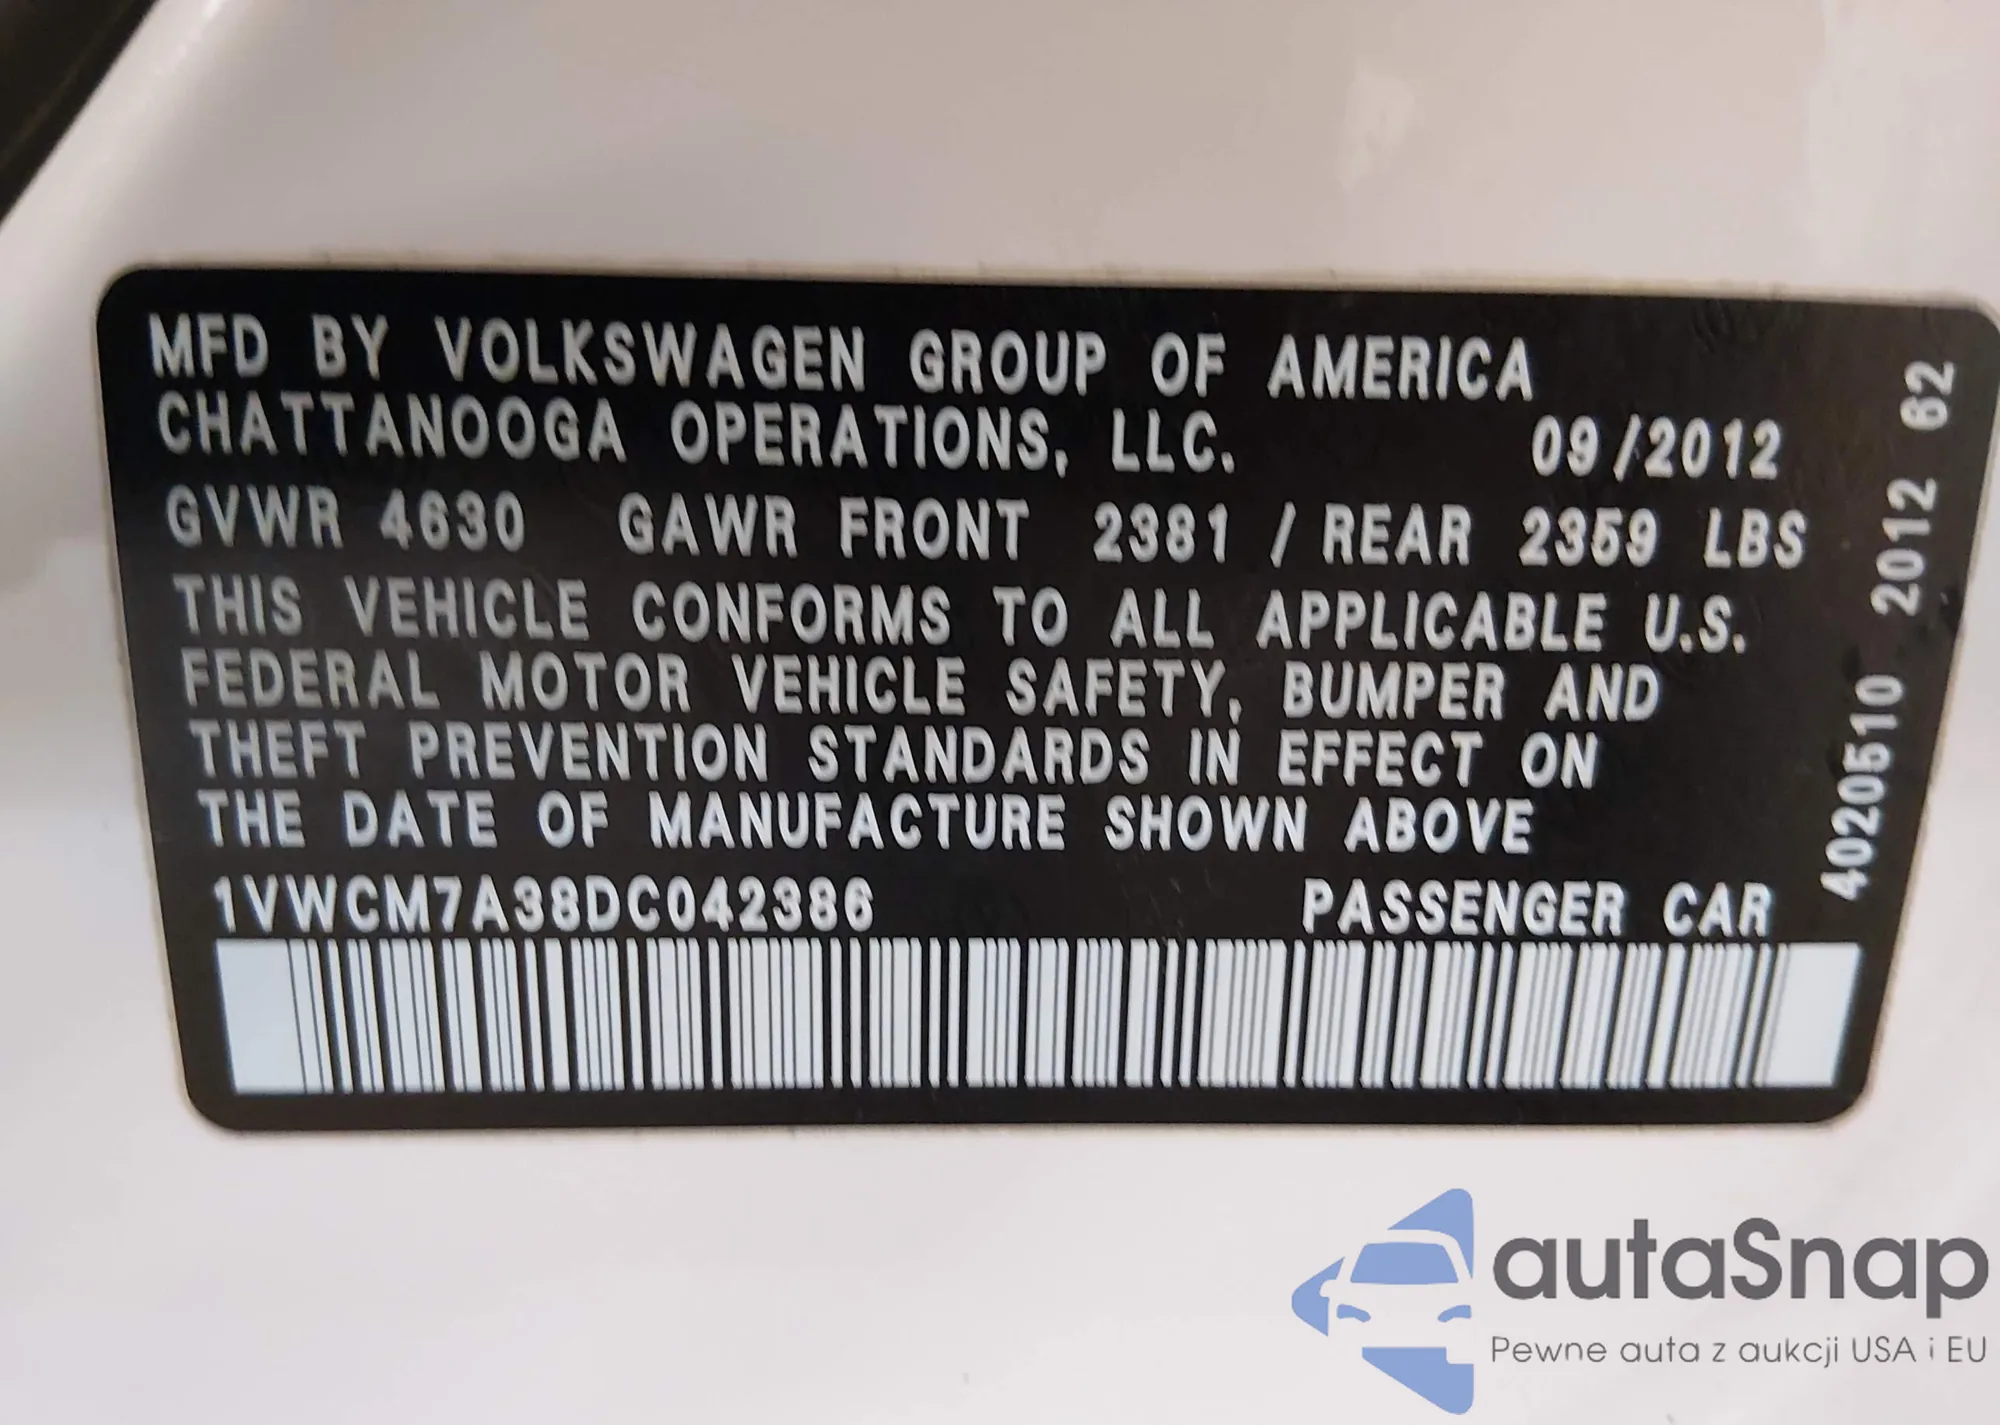 MFD BY VOLKSWAGEN GROUP OF AMERICA
CHATTANOOGA OPERATIONS, LLC. 09/2012
GVWR 4630 GAWR FRONT 2381 / REAR 2359 LBS
THIS VEHICLE CONFORMS TO ALL APPLICABLE U.S.
FEDERAL MOTOR VEHICLE SAFETY, BUMPER AND
THEFT PREVENTION STANDARDS IN EFFECT ON
THE DATE OF MANUFACTURE SHOWN ABOVE
1VWCM7A38DC042386 PASSENGER CAR
4020510 2012 62
autaSnap
Pewne auta z aukcji USA i EU